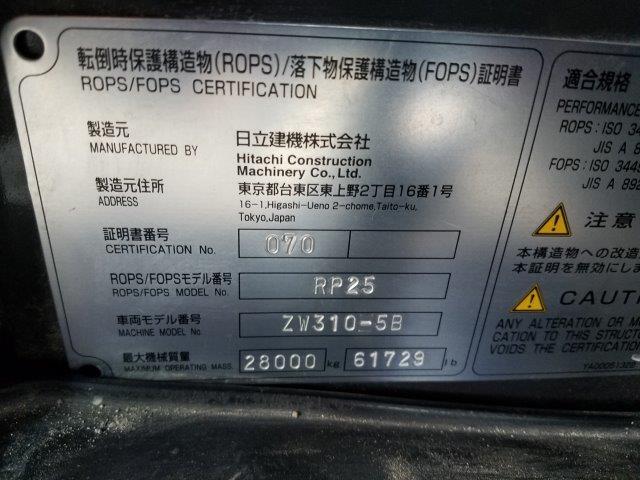 転倒時保護構造物(ROPS)/落下物保護構造物(FOPS)証明書
ROPS/FOPS CERTIFICATION
製造元
MANUFACTURED BY
日立建機株式会社
Hitachi Construction
Machinery Co., Ltd.
製造元住所
ADDRESS
東京都台東区東上野2丁目16番1号
16-1,Higashi-Ueno 2-chome,Taito-ku,
Tokyo,Japan
証明書番号
CERTIFICATION No.
070
ROPS/FOPSモデル番号
ROPS/FOPS MODEL No.
RP25
車両モデル番号
MACHINE MODEL No.
ZW310-5B
最大機械質量
MAXIMUM OPERATING MASS
28000 kg 61729 lb
適合規格
PERFORMANCE
ROPS: ISO 34
JIS A 8
FOPS: ISO 344
JIS A 89
注意
本構造物への改造
本証明を無効にしま
CAUT
ANY ALTERATION OR M
CATION TO THIS STRUCT
VOIDS THE CERTIFICATION